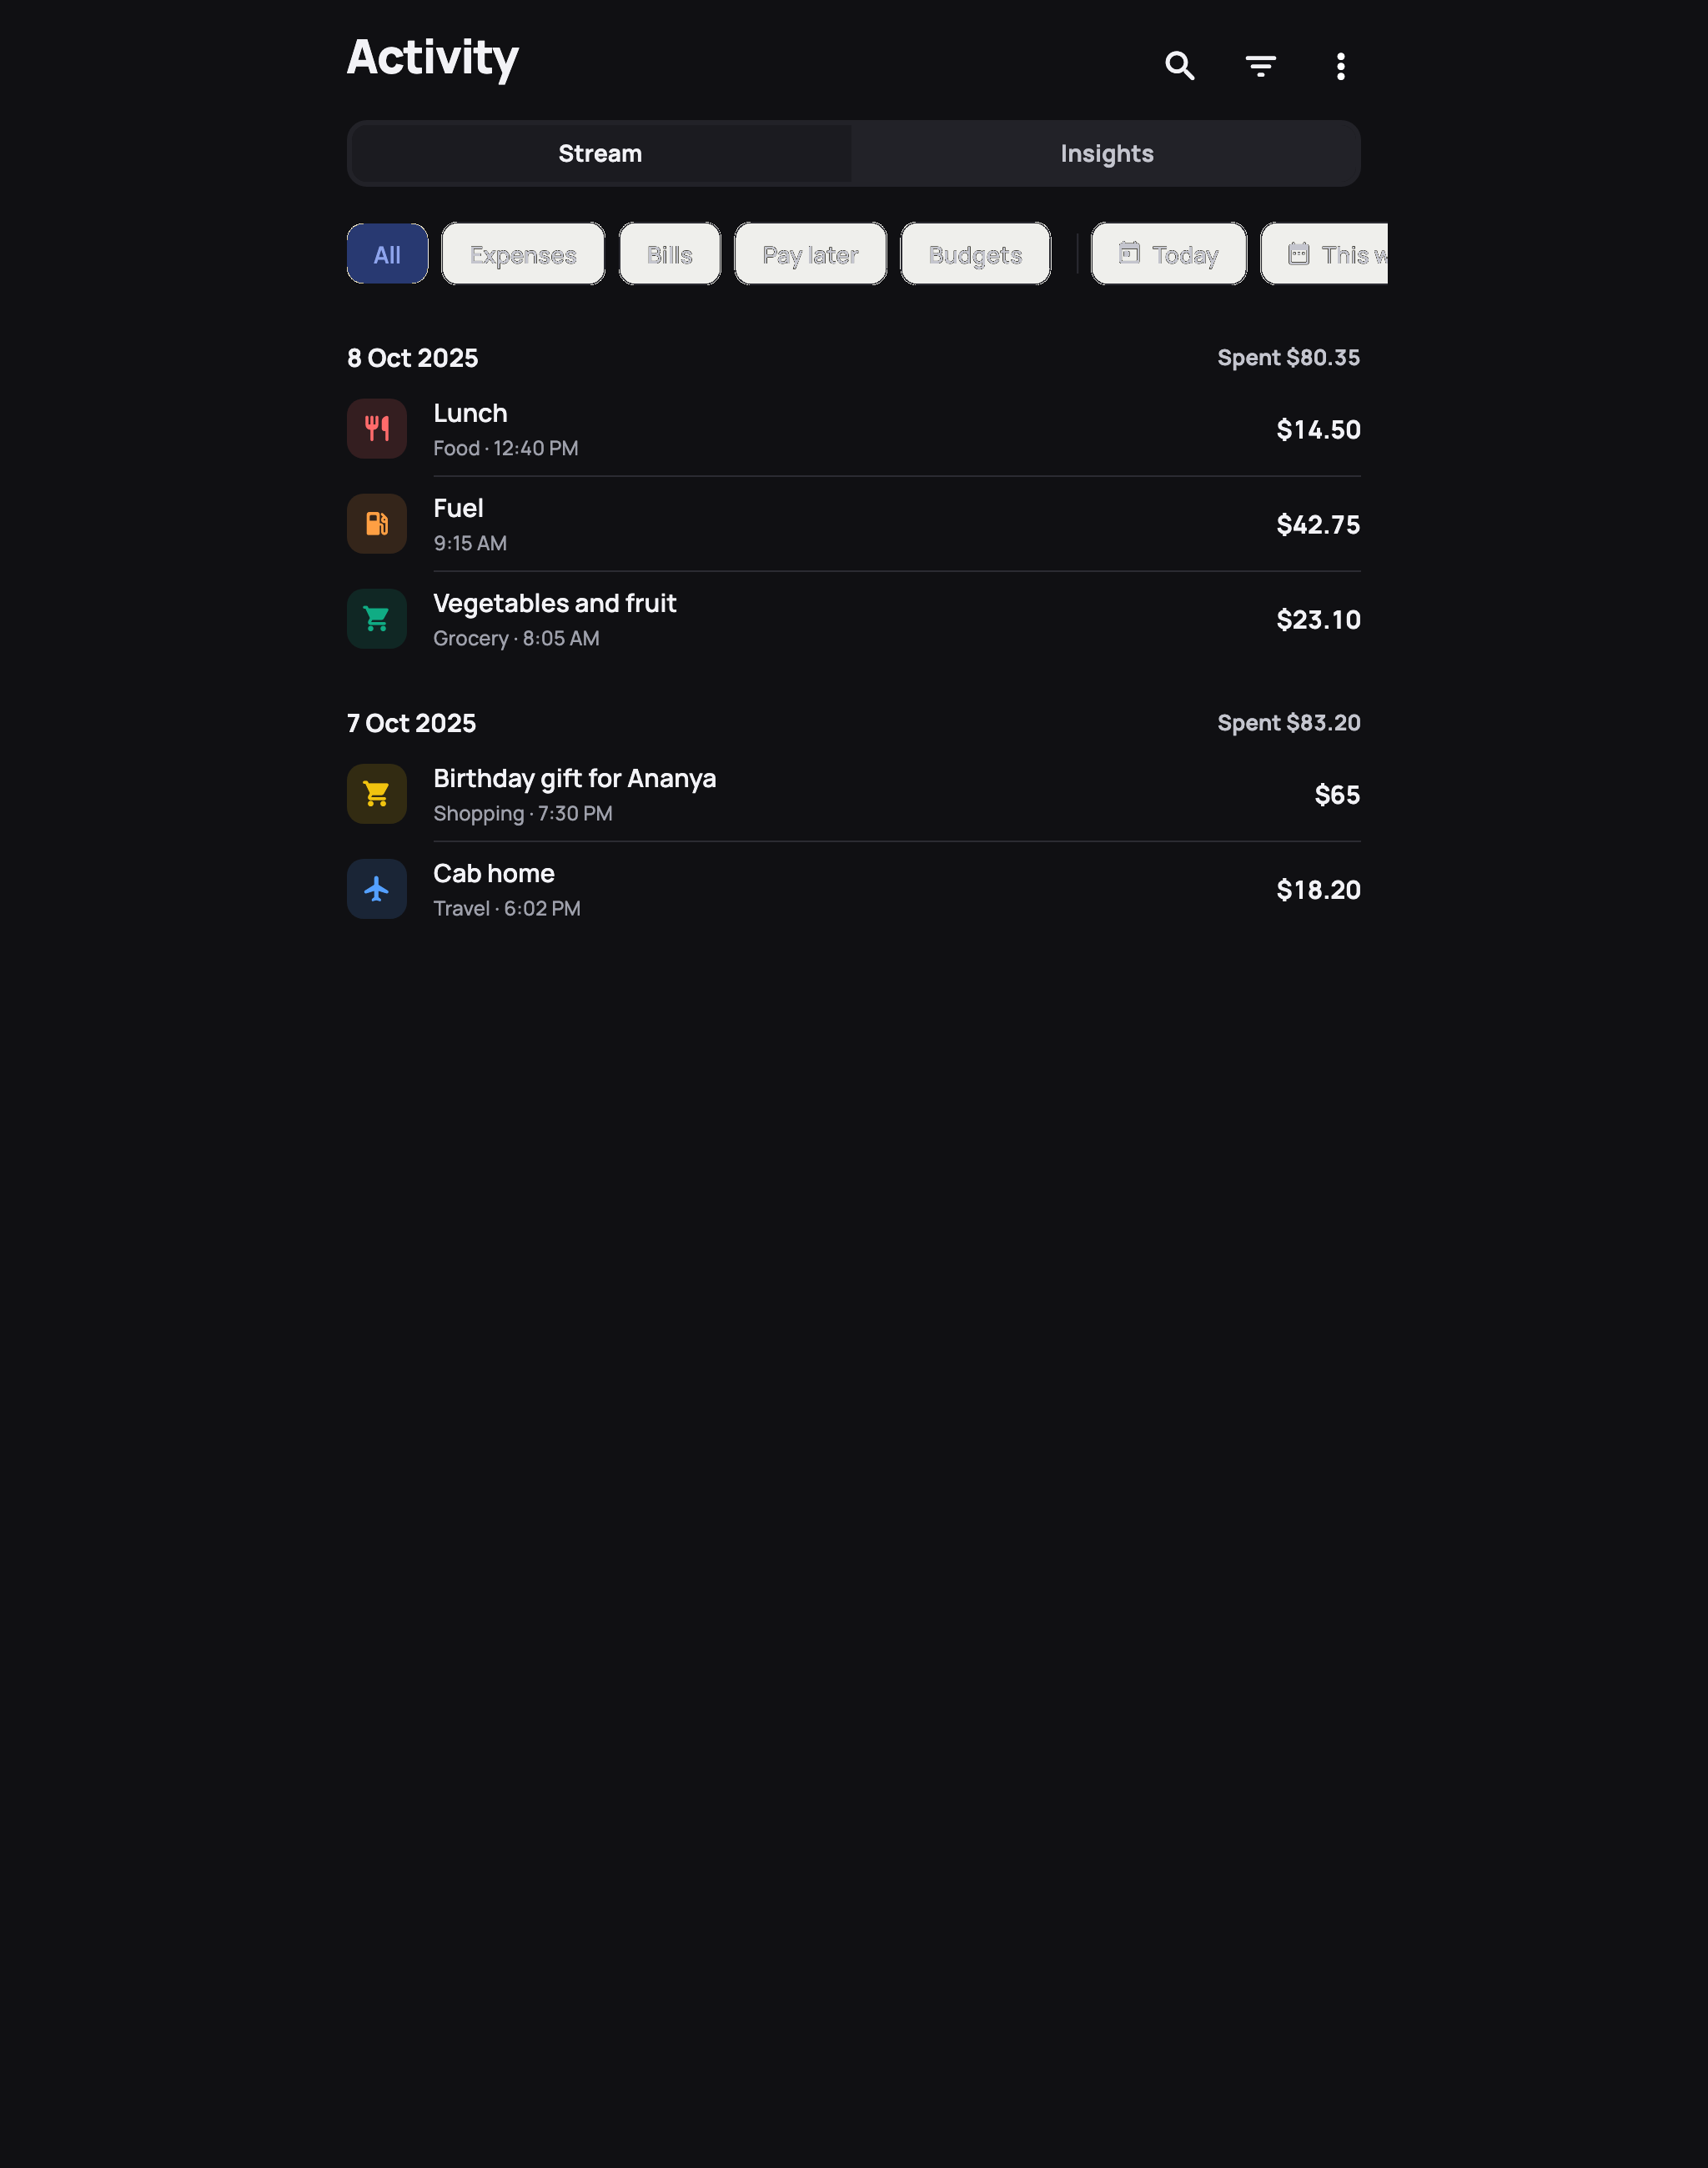 Activity
Stream Insights
All Expenses Bills Pay later Budgets Today This
8 Oct 2025 Spent $80.35
Lunch
Food · 12:40 PM
$14.50
Fuel
9:15 AM
$42.75
Vegetables and fruit
Grocery · 8:05 AM
$23.10
7 Oct 2025 Spent $83.20
Birthday gift for Ananya
Shopping · 7:30 PM
$65
Cab home
Travel · 6:02 PM
$18.20